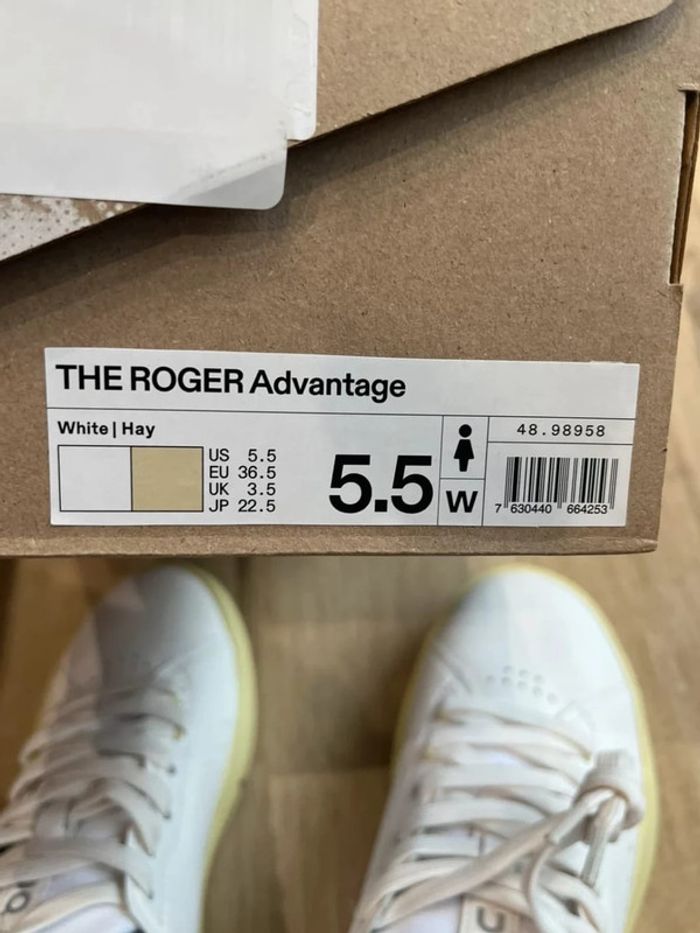 THE ROGER Advantage
White | Hay
US 5.5
EU 36.5
UK 3.5
JP 22.5
5.5
W
48.98958
7 630440 664253